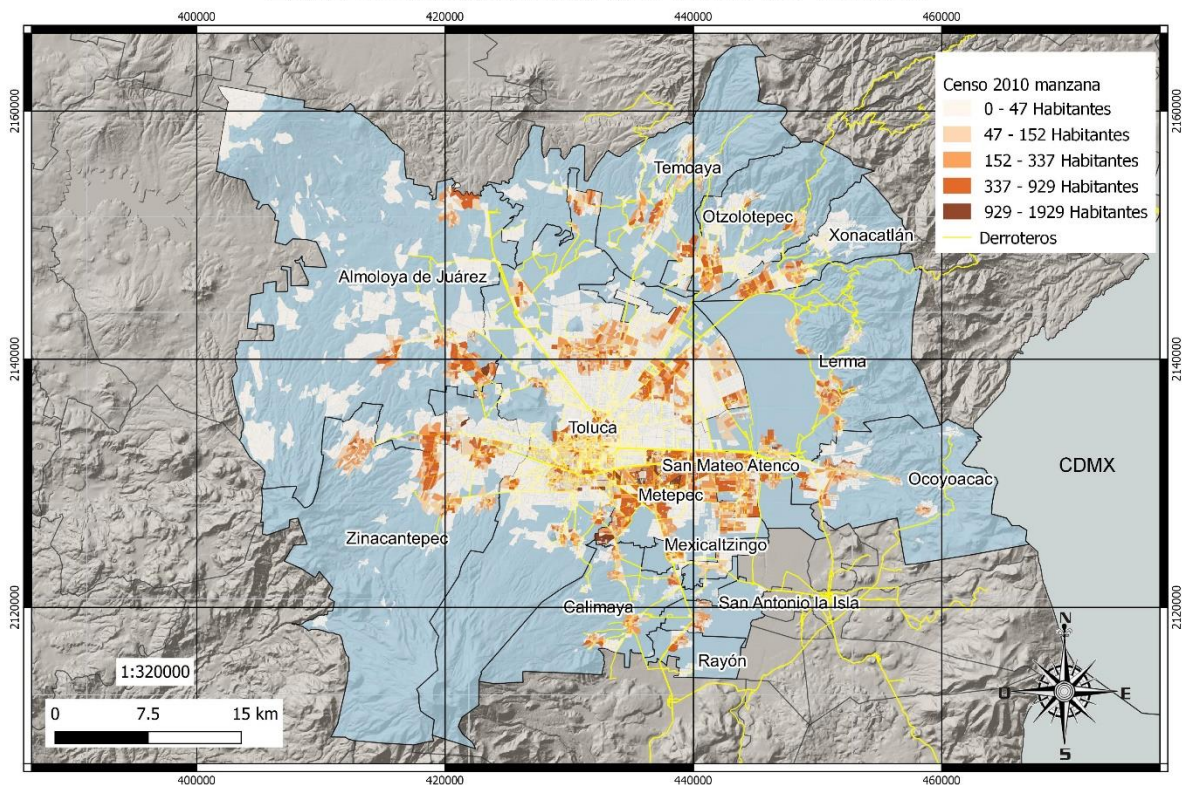 400000
420000
440000
460000
2160000
2160000
Censo 2010 manzana
0 - 47 Habitantes
47 - 152 Habitantes
152 - 337 Habitantes
337 - 929 Habitantes
929 - 1929 Habitantes
Derroteros
Temoaya
Otzolotepec
Xonacatlán
Almoloya de Juárez
2140000
2140000
Lerma
Toluca
San Mateo Atenco
CDMX
Ocoyoacac
Metepec
Zinacantepec
Mexicaltzingo
2120000
2120000
Calimaya
San Antonio la Isla
Rayón
N
O
E
S
1:320000
0 7.5 15 km
400000
420000
440000
460000